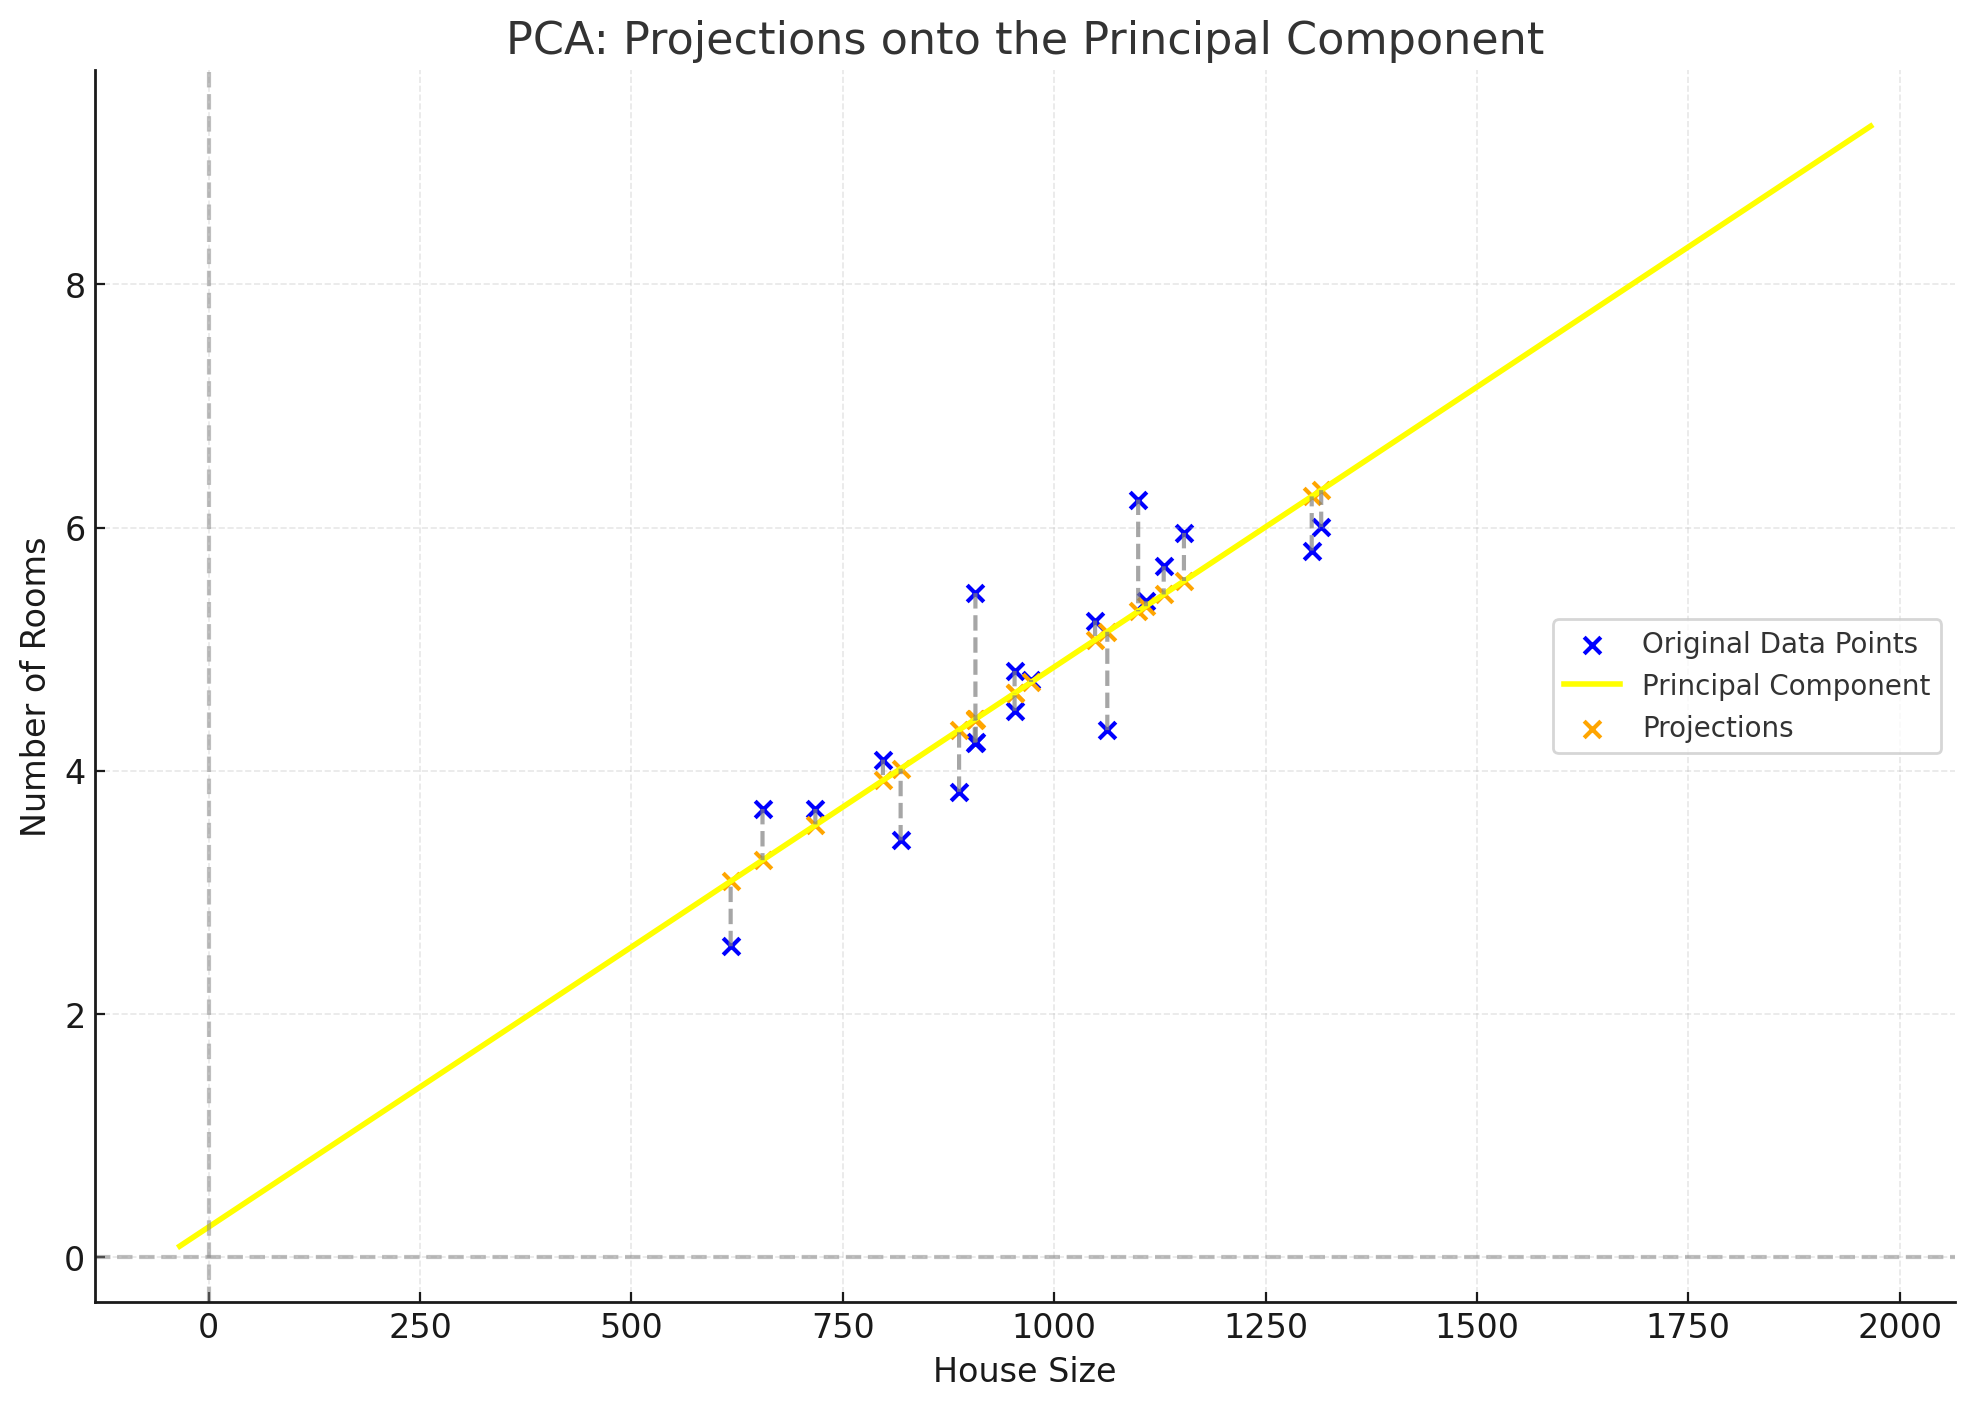 PCA: Projections onto the Principal Component
Number of Rooms
8
6
4
2
0
Original Data Points
Principal Component
Projections
0 250 500 750 1000 1250 1500 1750 2000
House Size